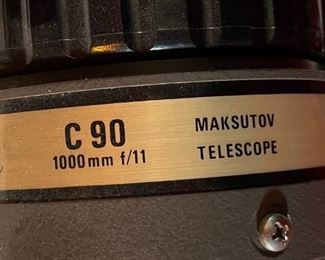 C 90
1000mm f/11
MAKSUTOV
TELESCOPE